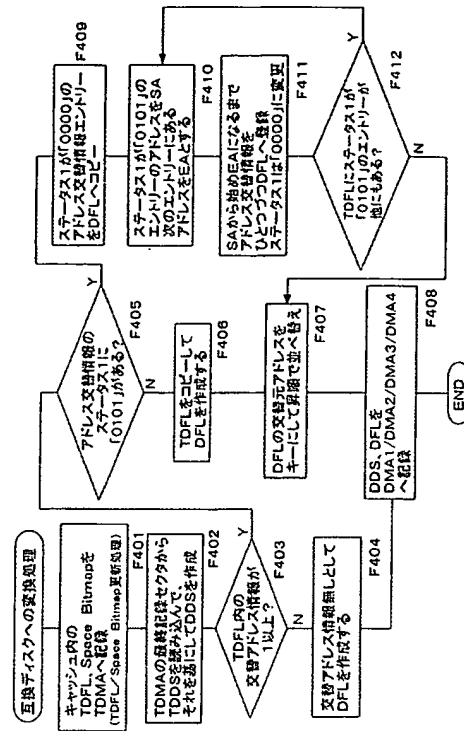 互換ディスクへの変換処理
キャッシュ内の
TDFL、Space Bitmapを
TDMAへ記録
(TDFL/Space Bitmap更新処理)
F401
TDMAの最終記録セクタから
TDDSを読み込んで、
それを基にしてDDSを作成
F402
TDFL内の
交替アドレス情報が
1以上?
F403
Y
N
交替アドレス情報無しとして
DFLを作成する
F404
アドレス交替情報の
ステータス1に
「0101」がある?
F405
Y
N
TDFLをコピーして
DFLを作成する
F406
DFLの交替元アドレスを
キーにして昇順で並べ替え
F407
DDS、DFLを
DMA1/DMA2/DMA3/DMA4
へ記録
F408
END
ステータス1が「0000」の
アドレス交替情報エントリー
をDFLへコピー
F409
ステータス1が「0101」の
エントリーのアドレスをSA
次のエントリーにある
アドレスをEAとする
F410
SAから始めEAになるまで
アドレス交替情報を
ひとつづつDFLへ登録
ステータス1は「0000」に変更
F411
TDFLにステータス1が
「0101」のエントリーが
他にもある?
F412
Y
N